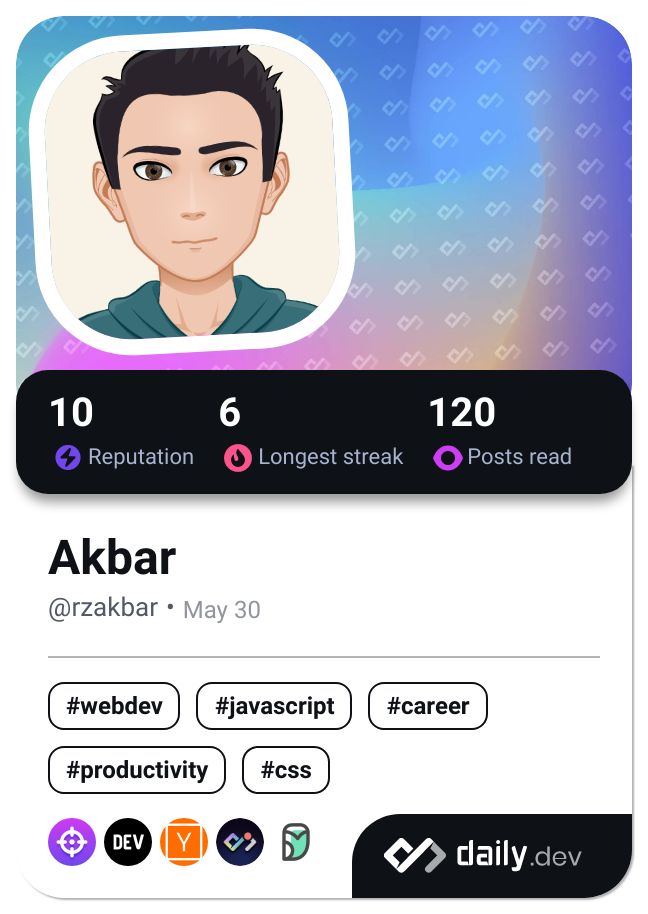 10 6 120
Reputation Longest streak Posts read
Akbar
@rzakbar • May 30
#webdev #javascript #career
#productivity #css
DEV Y
daily.dev